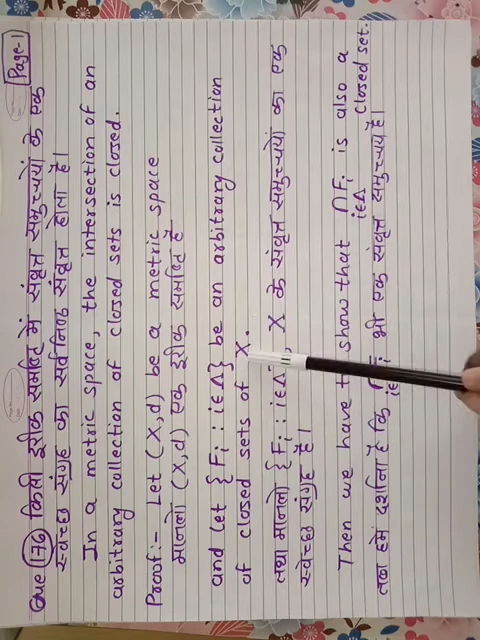 Page-1
Que 176 किसी दूरीक समष्टि में संवृत्त समुच्चयों के एक
स्वेच्छ संग्रह का सर्वनिष्ठ संवृत्त होता है।
In a metric space, the intersection of an
arbitrary collection of closed sets is closed.
Proof:- Let (X,d) be a metric space
मानलो (X,d) एक दूरीक समष्टि है
and let {Fi : i∈Δ} be an arbitrary collection
of closed sets of X.
तथा मानलो {Fi : i∈Δ}, X के संवृत्त समुच्चयों का एक
स्वेच्छ संग्रह है।
Then we have to show that ∩Fi is also a
i∈Δ closed set.
तब हमें दर्शाना है कि भी एक संवृत्त समुच्चय है।